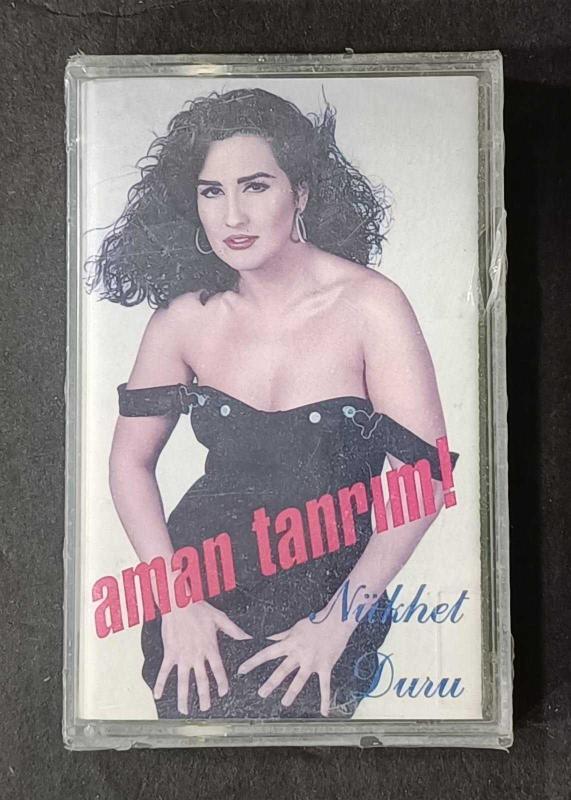 aman tanrım!
Nükhet
Duru